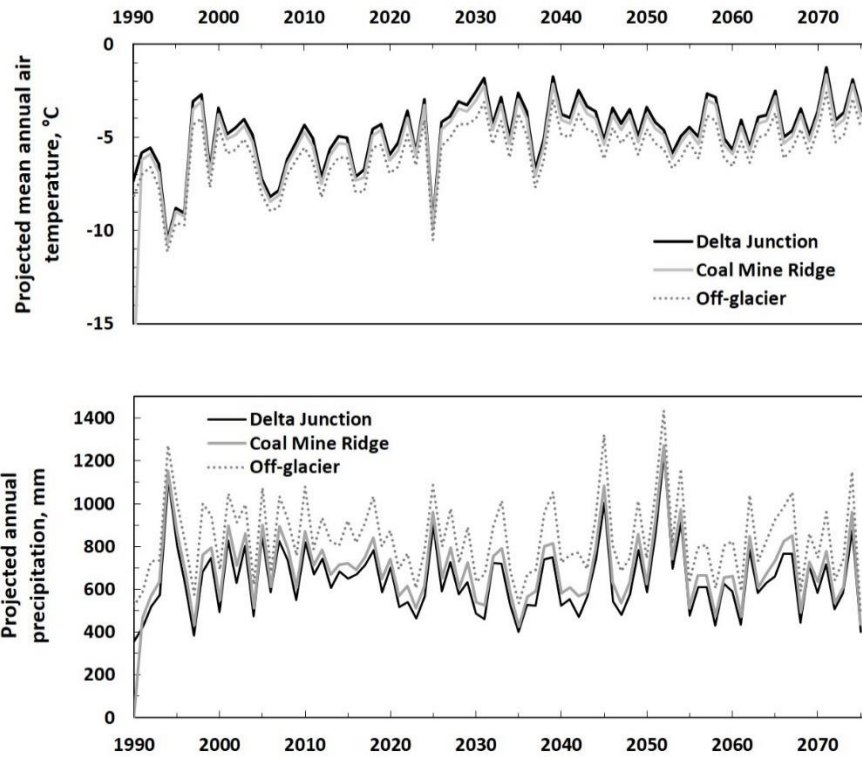 1990 2000 2010 2020 2030 2040 2050 2060 2070
0
-5
-10
-15
Projected mean annual air
temperature, °C
Delta Junction
Coal Mine Ridge
Off-glacier
1400
1200
1000
800
600
400
200
0
Projected annual
precipitation, mm
Delta Junction
Coal Mine Ridge
Off-glacier
1990 2000 2010 2020 2030 2040 2050 2060 2070